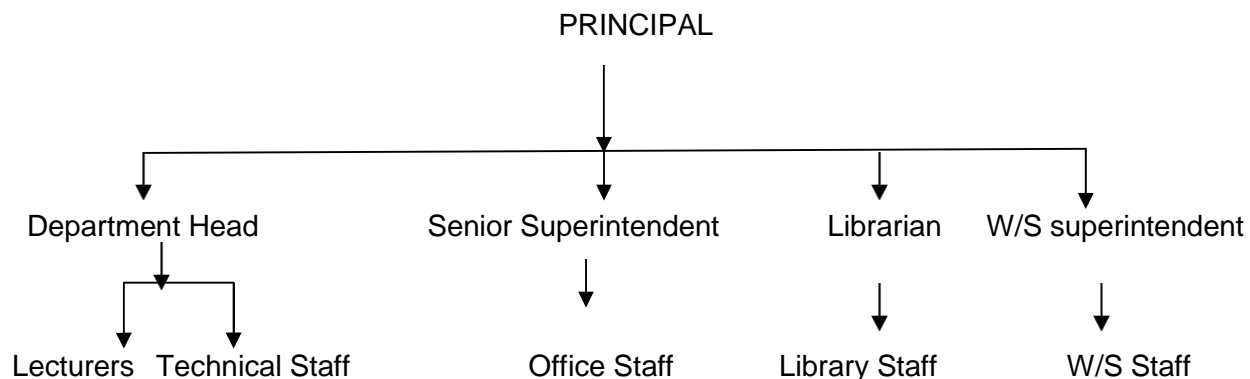 PRINCIPAL
Department Head Senior Superintendent Librarian W/S superintendent
Lecturers Technical Staff Office Staff Library Staff W/S Staff